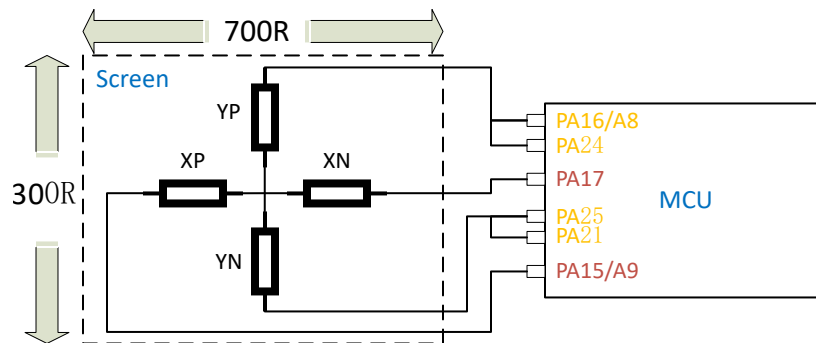 700R
Screen
YP
XP
XN
300R
YN
PA16/A8
PA24
PA17
PA25
PA21
PA15/A9
MCU